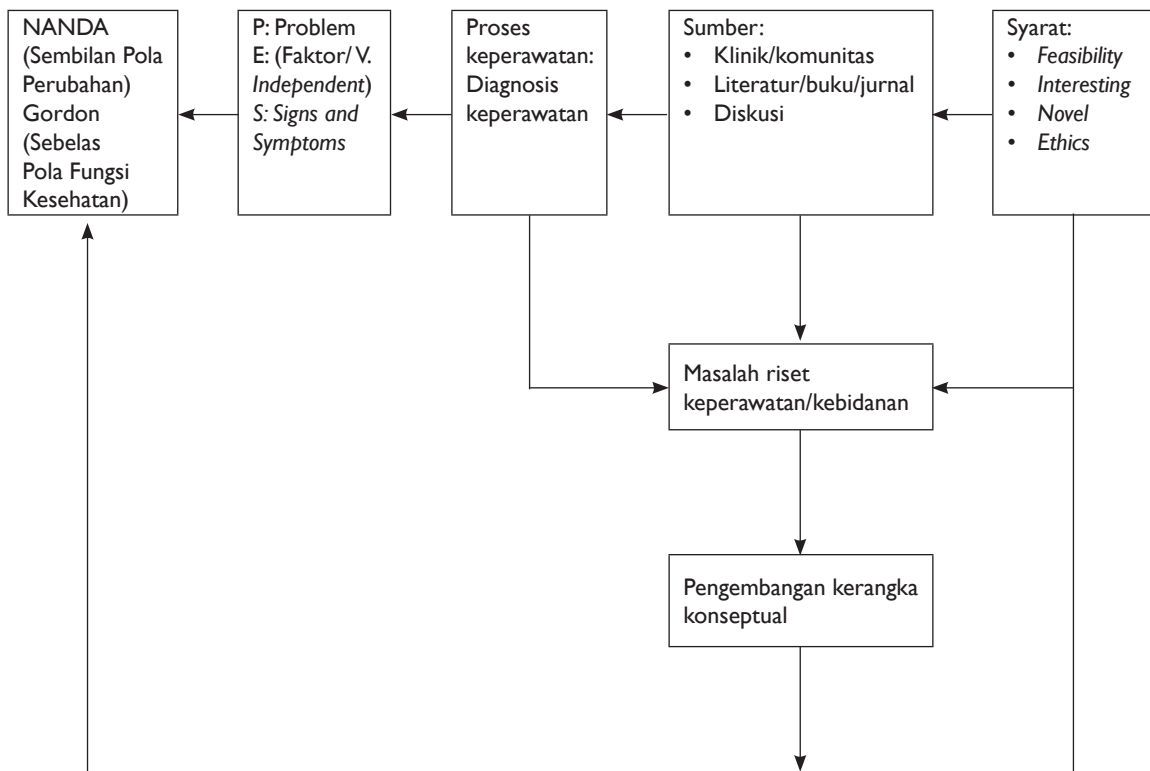 NANDA
(Sembilan Pola
Perubahan)
Gordon
(Sebelas
Pola Fungsi
Kesehatan)
P: Problem
E: (Faktor/ V.
Independent)
S: Signs and
Symptoms
Proses
keperawatan:
Diagnosis
keperawatan
Sumber:
• Klinik/komunitas
• Literatur/buku/jurnal
• Diskusi
Syarat:
• Feasibility
• Interesting
• Novel
• Ethics
Masalah riset
keperawatan/kebidanan
Pengembangan kerangka
konseptual